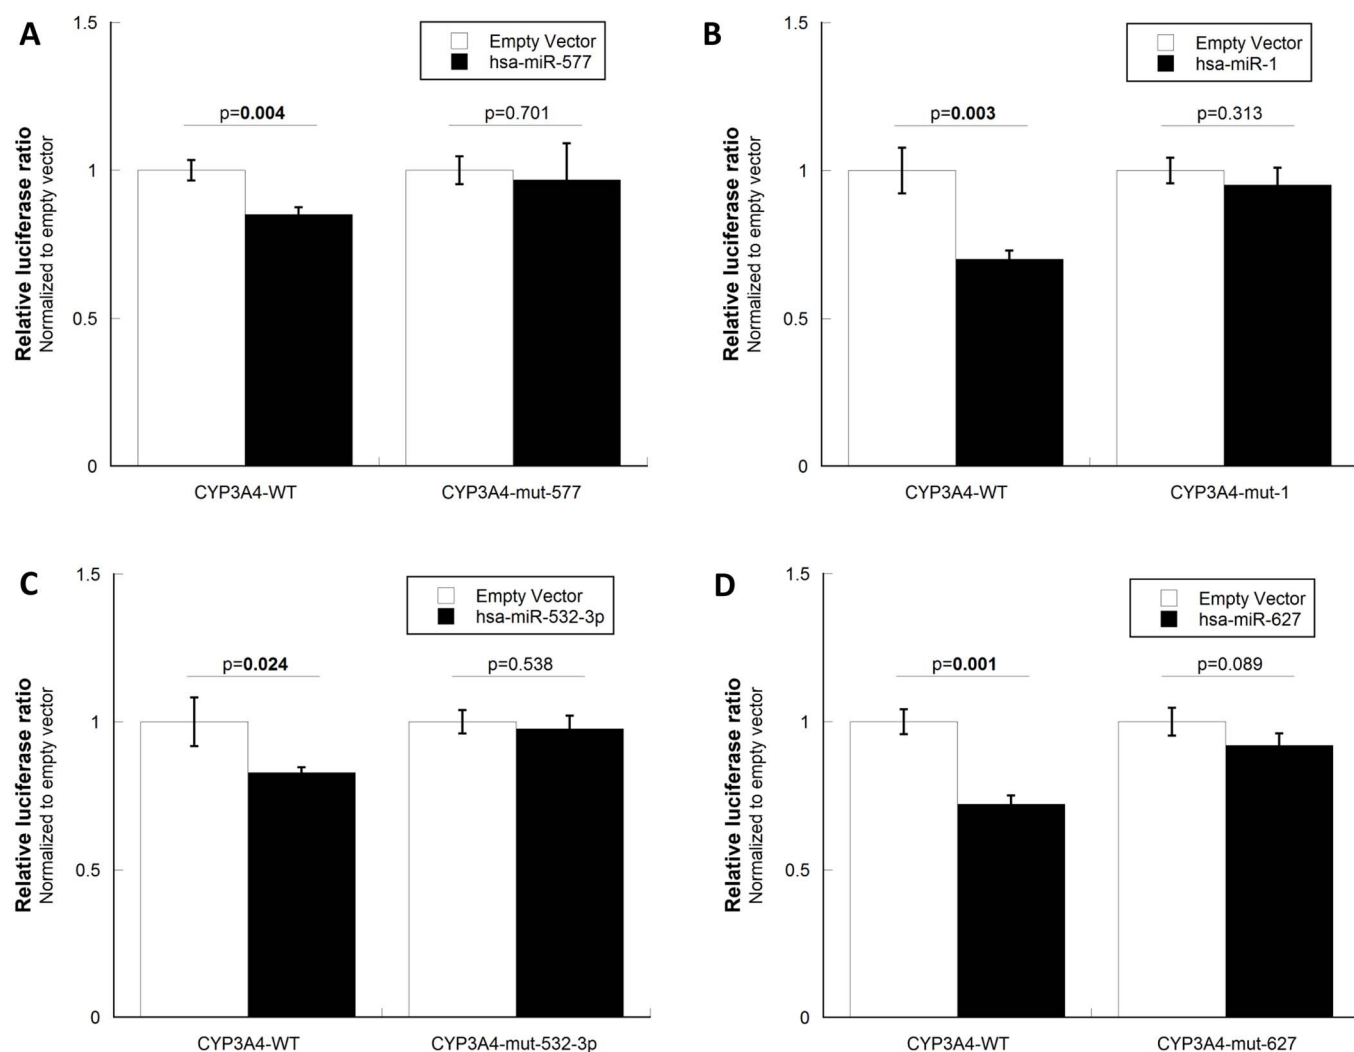 A
1.5
Empty Vector
hsa-miR-577
p=0.004
p=0.701
Relative luciferase ratio
Normalized to empty vector
1
0.5
0
CYP3A4-WT
CYP3A4-mut-577
B
1.5
Empty Vector
hsa-miR-1
p=0.003
p=0.313
Relative luciferase ratio
Normalized to empty vector
1
0.5
0
CYP3A4-WT
CYP3A4-mut-1
C
1.5
Empty Vector
hsa-miR-532-3p
p=0.024
p=0.538
Relative luciferase ratio
Normalized to empty vector
1
0.5
0
CYP3A4-WT
CYP3A4-mut-532-3p
D
1.5
Empty Vector
hsa-miR-627
p=0.001
p=0.089
Relative luciferase ratio
Normalized to empty vector
1
0.5
0
CYP3A4-WT
CYP3A4-mut-627